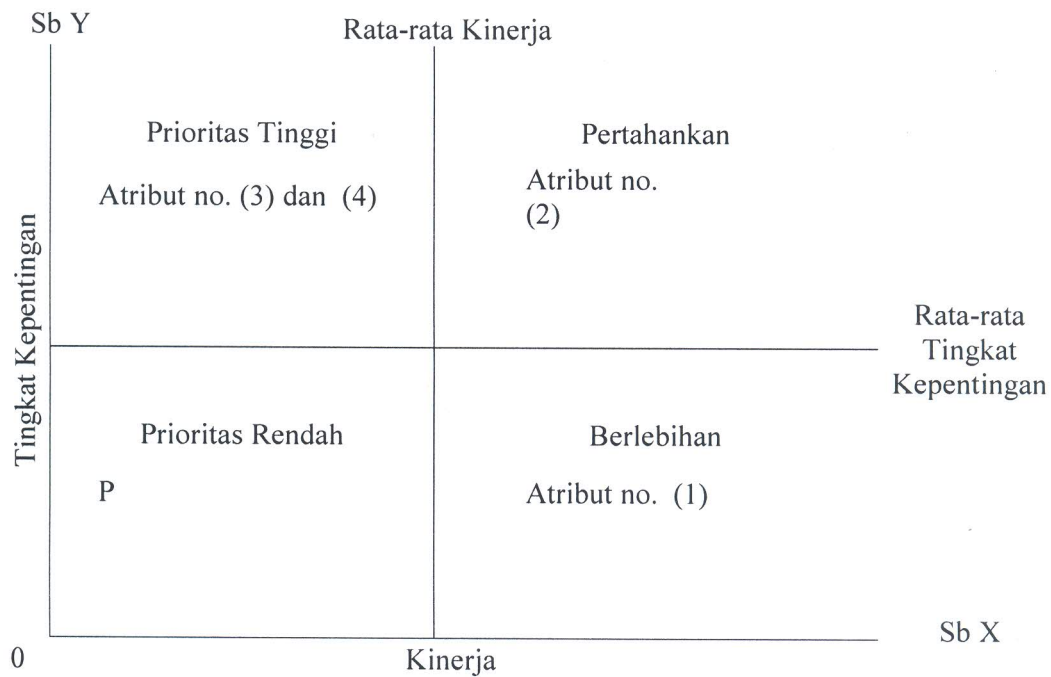 Sb Y
Rata-rata Kinerja
Prioritas Tinggi
Atribut no. (3) dan (4)
Pertahankan
Atribut no.
(2)
Tingkat Kepentingan
Rata-rata
Tingkat
Kepentingan
Prioritas Rendah
P
Berlebihan
Atribut no. (1)
Sb X
0
Kinerja